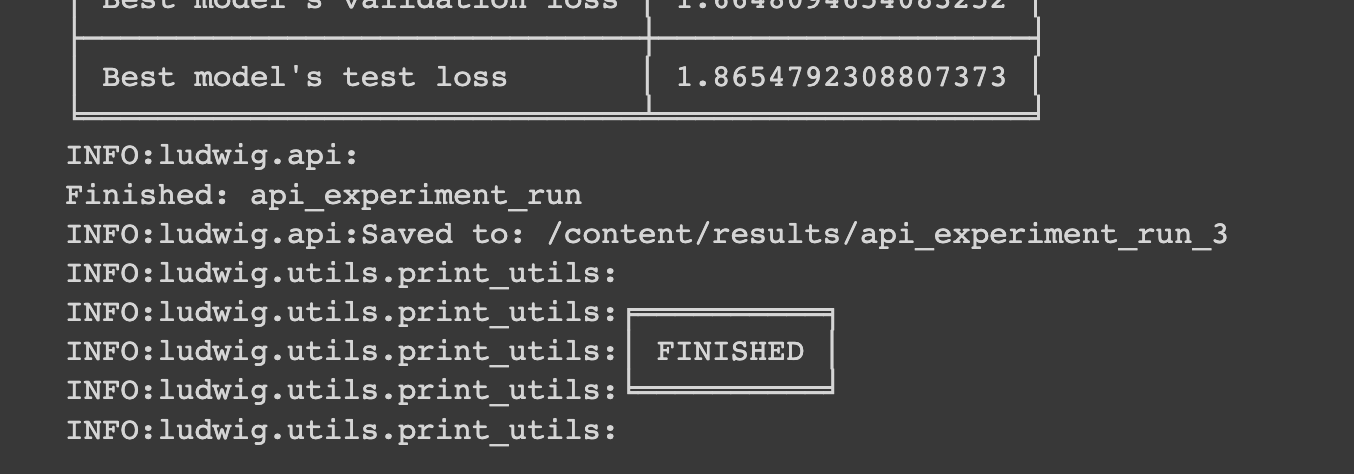 Best model's validation loss
Best model's test loss 1.8654792308807373
INFO:ludwig.api:
Finished: api_experiment_run
INFO:ludwig.api:Saved to: /content/results/api_experiment_run_3
INFO:ludwig.utils.print_utils:
INFO:ludwig.utils.print_utils:
INFO:ludwig.utils.print_utils: FINISHED
INFO:ludwig.utils.print_utils:
INFO:ludwig.utils.print_utils: